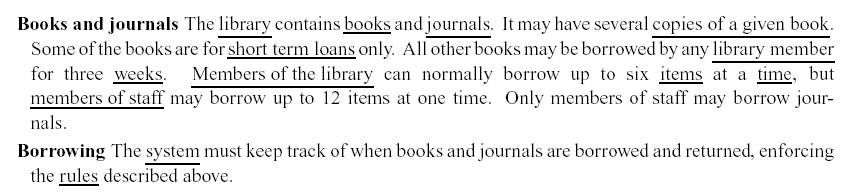 Books and journals The library contains books and journals. It may have several copies of a given book.
Some of the books are for short term loans only. All other books may be borrowed by any library member
for three weeks. Members of the library can normally borrow up to six items at a time, but
members of staff may borrow up to 12 items at one time. Only members of staff may borrow jour-
nals.
Borrowing The system must keep track of when books and journals are borrowed and returned, enforcing
the rules described above.